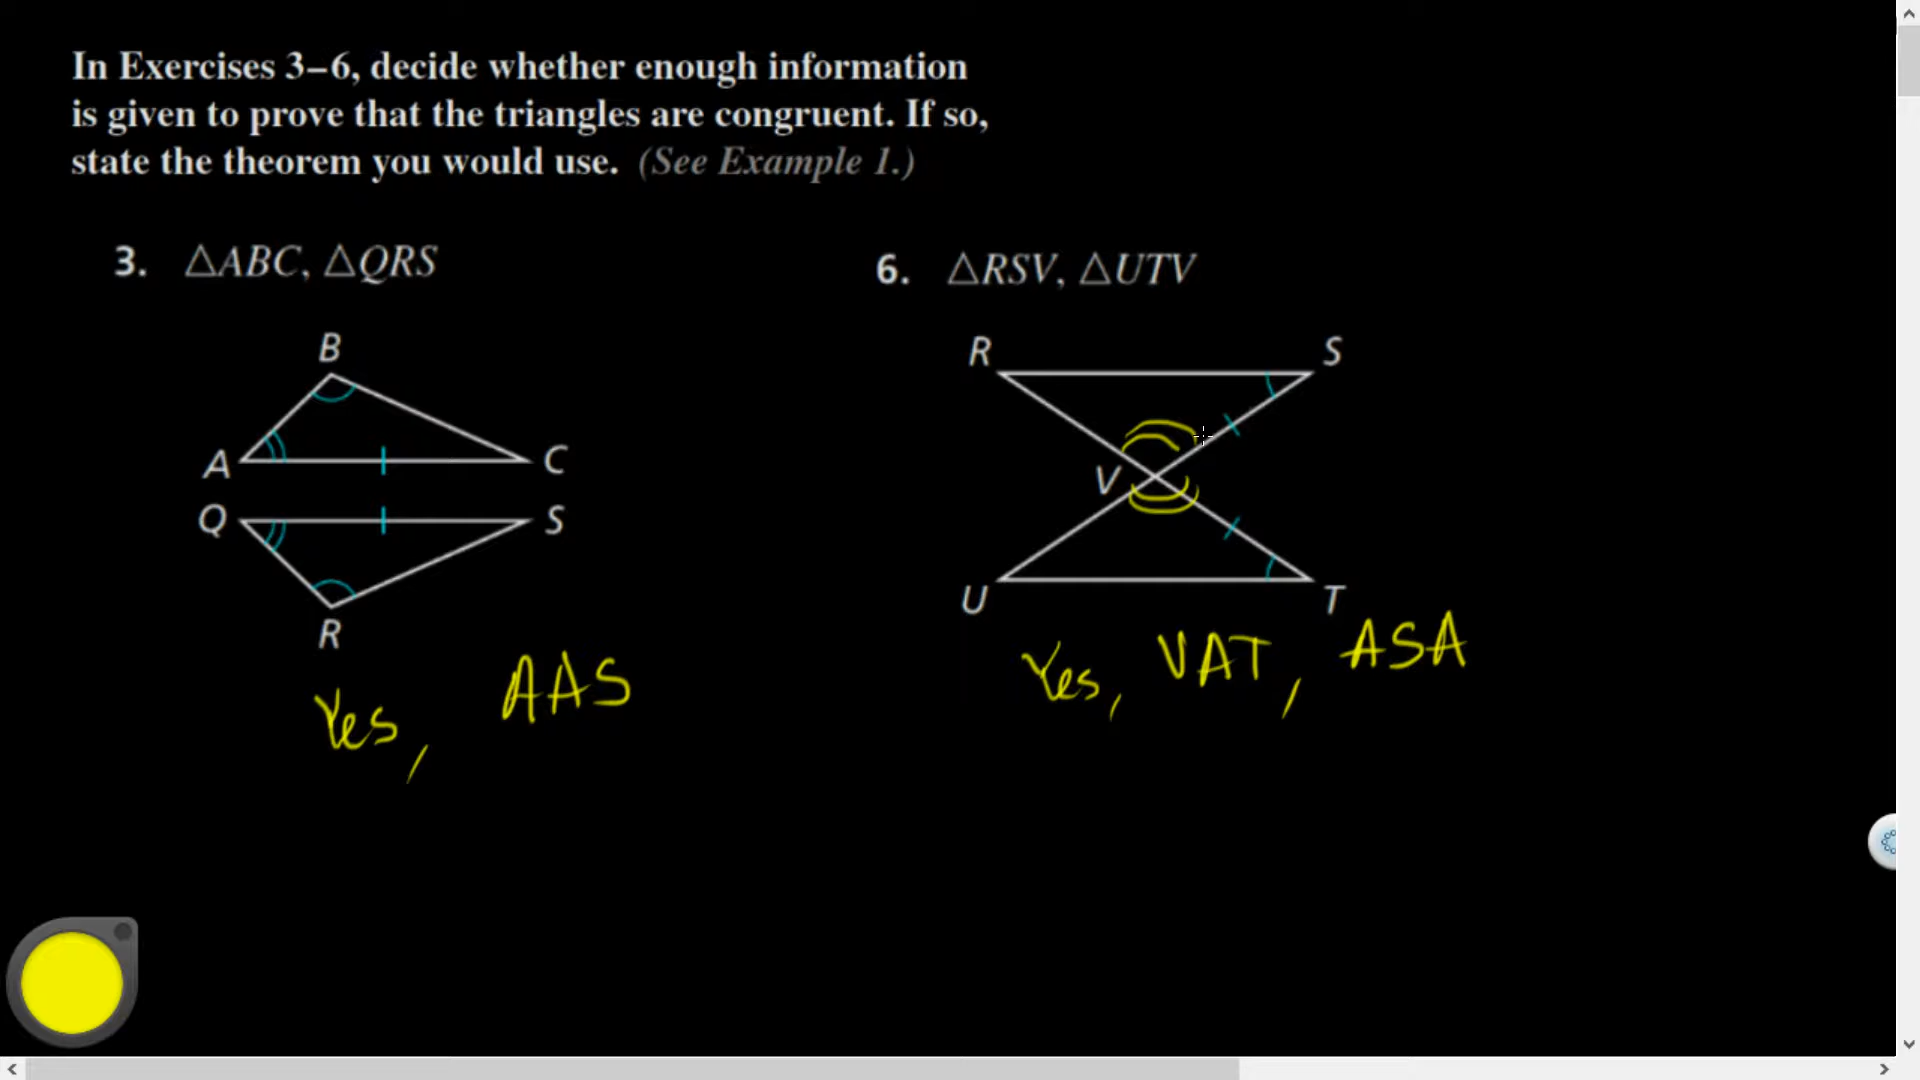 In Exercises 3–6, decide whether enough information
is given to prove that the triangles are congruent. If so,
state the theorem you would use. (See Example 1.)
3. △ABC, △QRS
B
A
C
Q
S
R
Yes, AAS
6. △RSV, △UTV
R
S
V
U
T
Yes, VAT, ASA